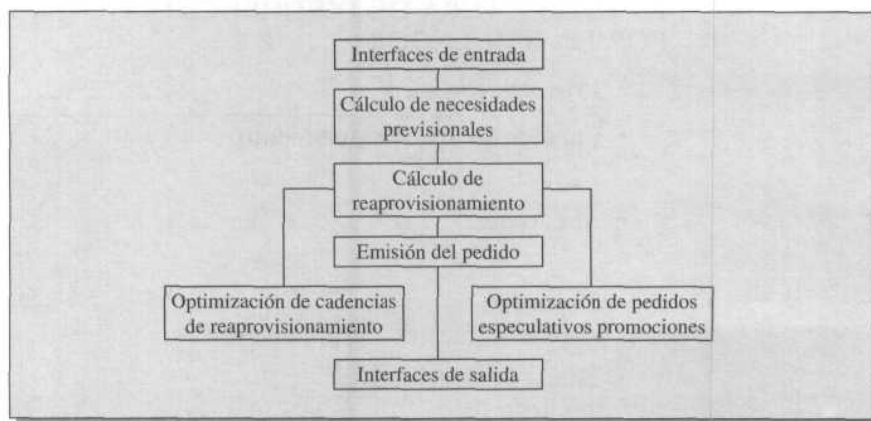 Interfaces de entrada
Cálculo de necesidades
previsionales
Cálculo de
reaprovisionamiento
Emisión del pedido
Optimización de cadencias
de reaprovisionamiento
Optimización de pedidos
especulativos promociones
Interfaces de salida